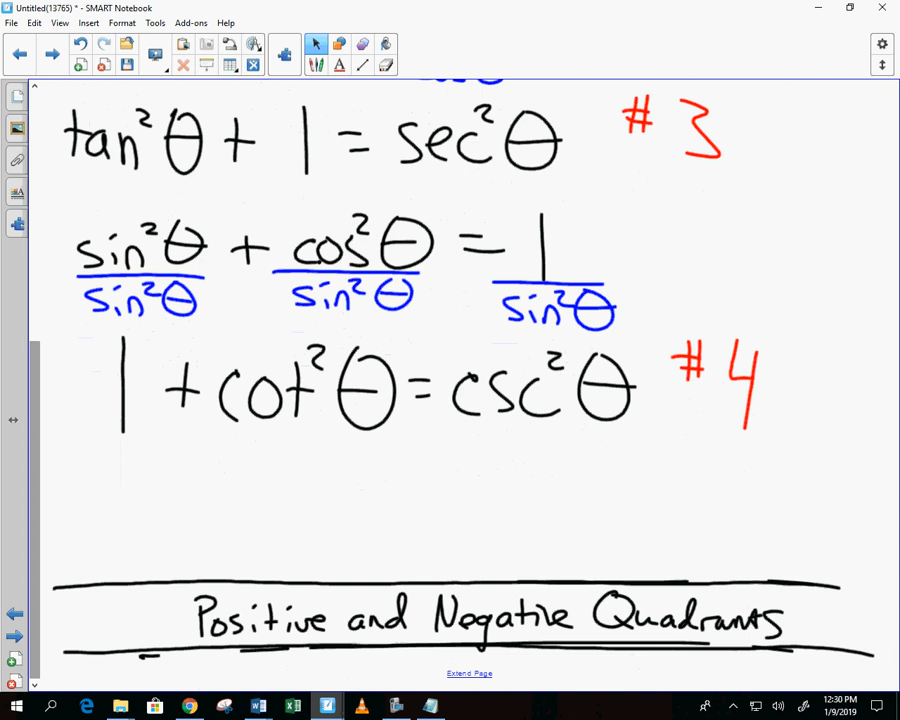 Untitled(13765) * - SMART Notebook
File Edit View Insert Format Tools Add-ons Help
tan²θ + 1 = sec²θ #3
sin²θ + cos²θ = 1
sin²θ sin²θ sin²θ
1 + cot²θ = csc²θ #4
Positive and Negative Quadrants
Extend Page
12:30 PM
1/9/2019